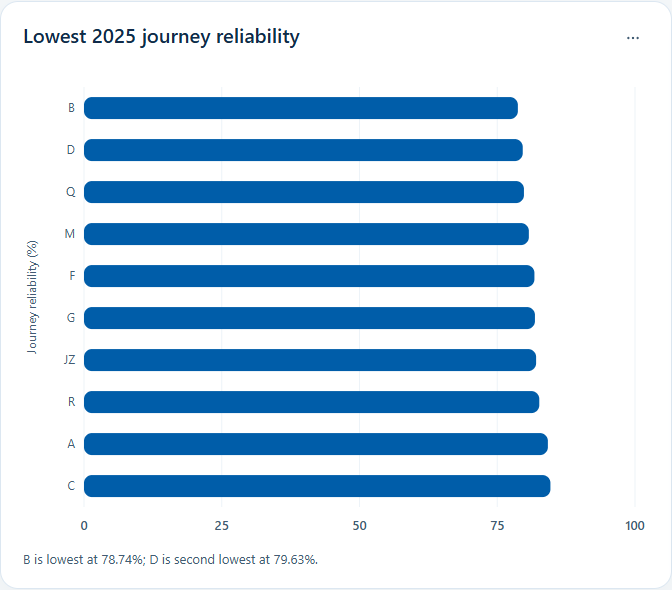 Lowest 2025 journey reliability
...
Journey reliability (%)
B
D
Q
M
F
G
JZ
R
A
C
0 25 50 75 100
B is lowest at 78.74%; D is second lowest at 79.63%.